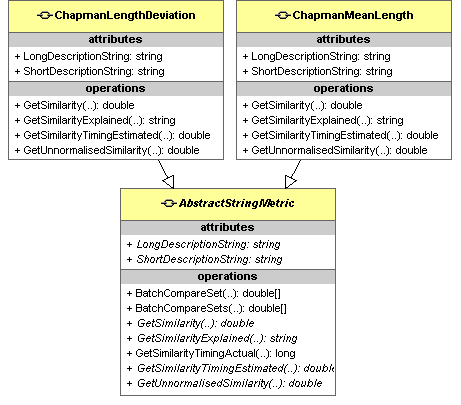 ChapmanLengthDeviation
attributes
+ LongDescriptionString: string
+ ShortDescriptionString: string
operations
+ GetSimilarity(..): double
+ GetSimilarityExplained(..): string
+ GetSimilarityTimingEstimated(..): double
+ GetUnnormalisedSimilarity(..): double
ChapmanMeanLength
attributes
+ LongDescriptionString: string
+ ShortDescriptionString: string
operations
+ GetSimilarity(..): double
+ GetSimilarityExplained(..): string
+ GetSimilarityTimingEstimated(..): double
+ GetUnnormalisedSimilarity(..): double
AbstractStringMetric
attributes
+ LongDescriptionString: string
+ ShortDescriptionString: string
operations
+ BatchCompareSet(..): double[]
+ BatchCompareSets(..): double[]
+ GetSimilarity(..): double
+ GetSimilarityExplained(..): string
+ GetSimilarityTimingActual(..): long
+ GetSimilarityTimingEstimated(..): double
+ GetUnnormalisedSimilarity(..): double